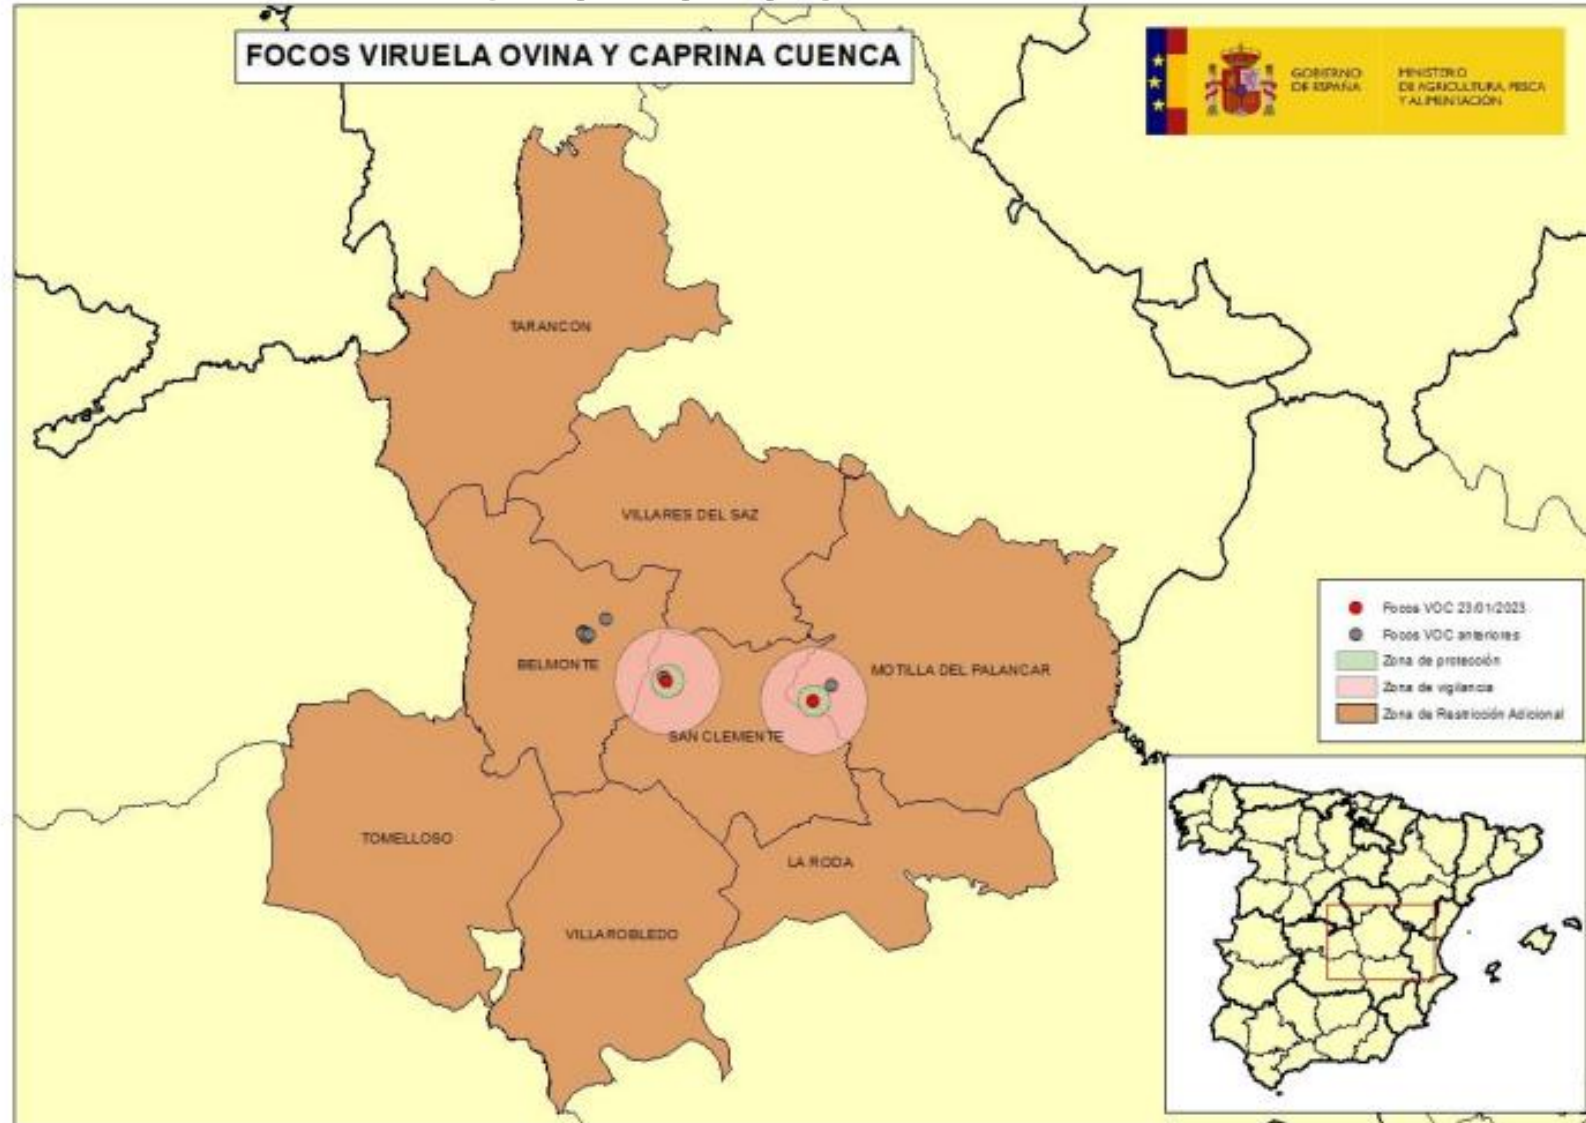 FOCOS VIRUELA OVINA Y CAPRINA CUENCA
GOBIERNO
DE ESPAÑA
MINISTERIO
DE AGRICULTURA, PESCA
Y ALIMENTACIÓN
TARANCON
VILLARES DEL SAZ
BELMONTE
MOTILLA DEL PALANCAR
SAN CLEMENTE
TOMELLOSO
LA RODA
VILLAROBLEDO
Focos VOC 23/01/2023
Focos VOC anteriores
Zona de protección
Zona de vigilancia
Zona de Restricción Adicional